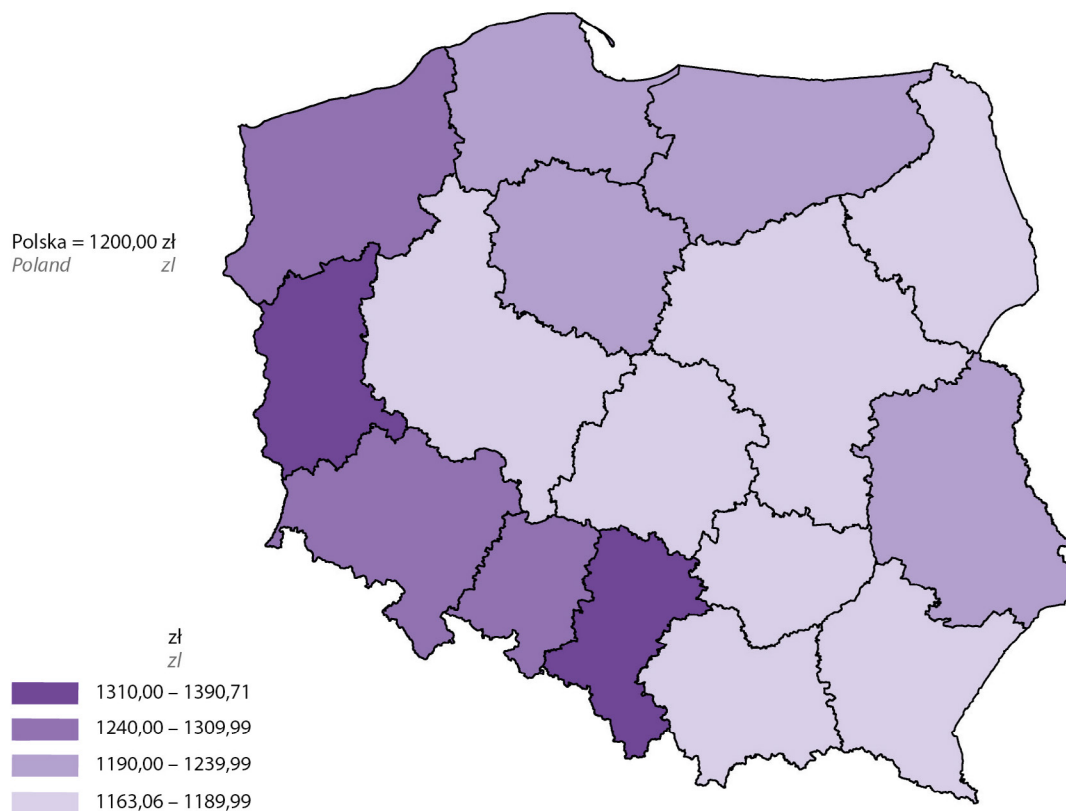 Polska = 1200,00 zł
Poland zl
zł
zl
1310,00 – 1390,71
1240,00 – 1309,99
1190,00 – 1239,99
1163,06 – 1189,99